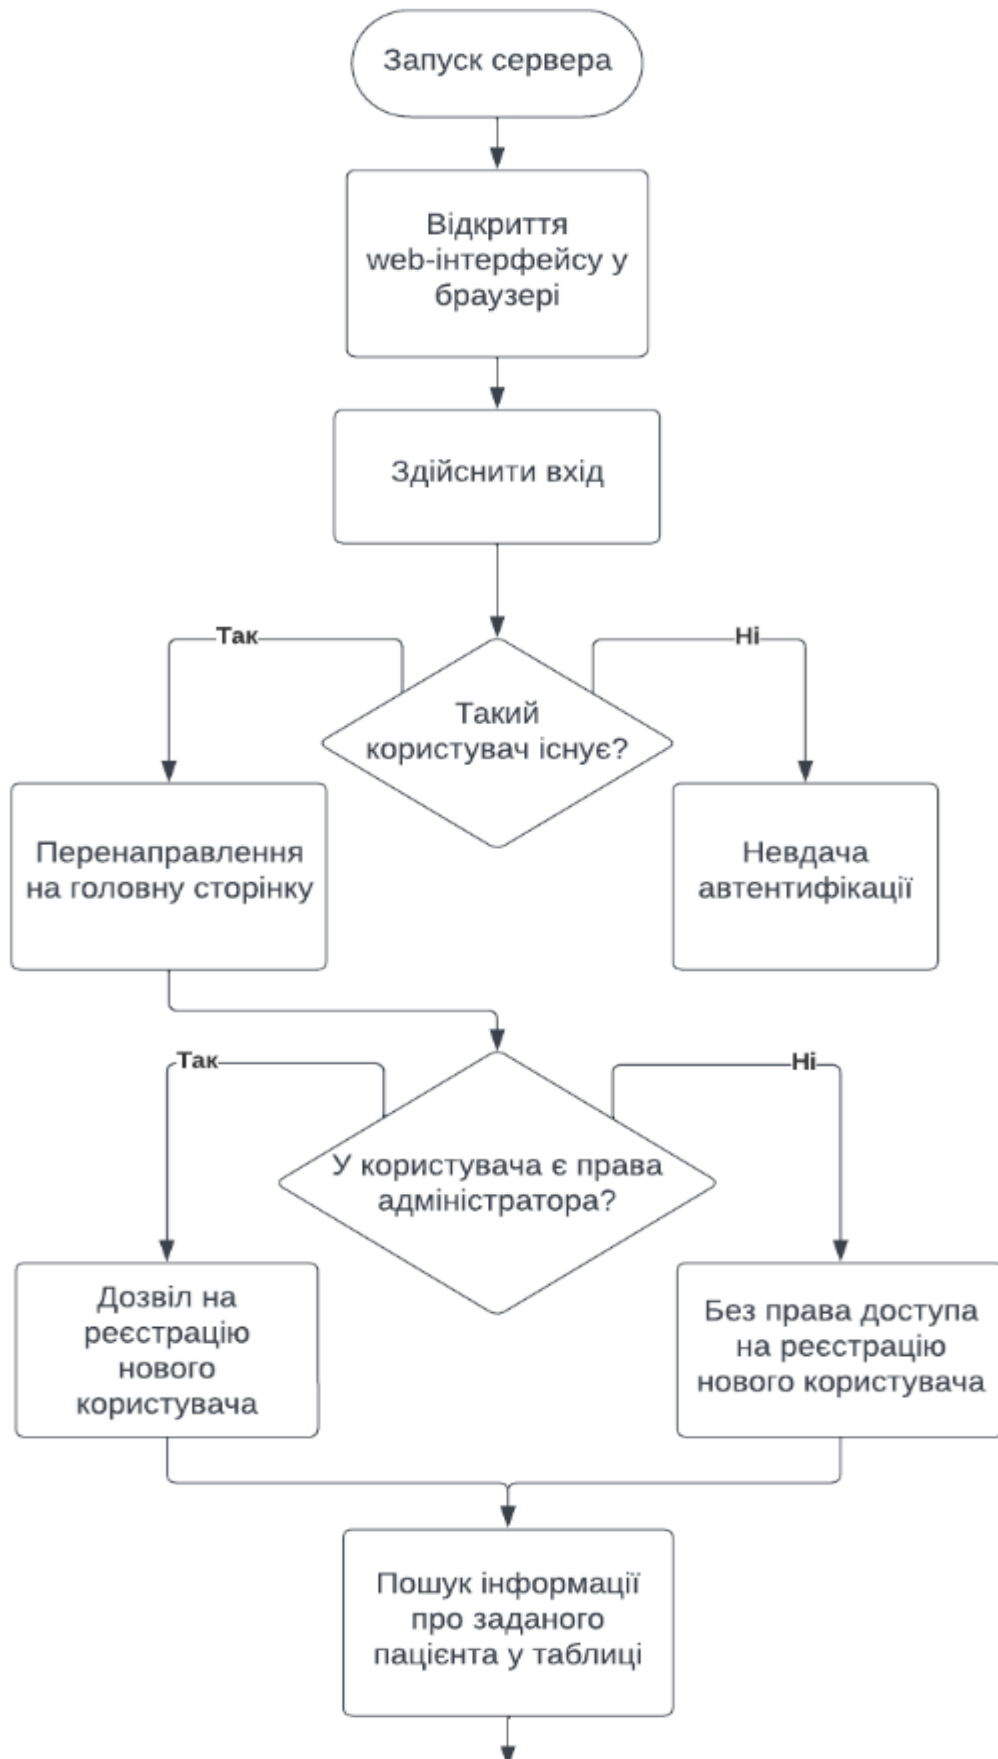 Запуск сервера
Відкриття
web-інтерфейсу у
браузері
Здійснити вхід
Так
Ні
Такий
користувач існує?
Перенаправлення
на головну сторінку
Невдача
автентифікації
Так
Ні
У користувача є права
адміністратора?
Дозвіл на
реєстрацію
нового
користувача
Без права доступа
на реєстрацію
нового користувача
Пошук інформації
про заданого
пацієнта у таблиці